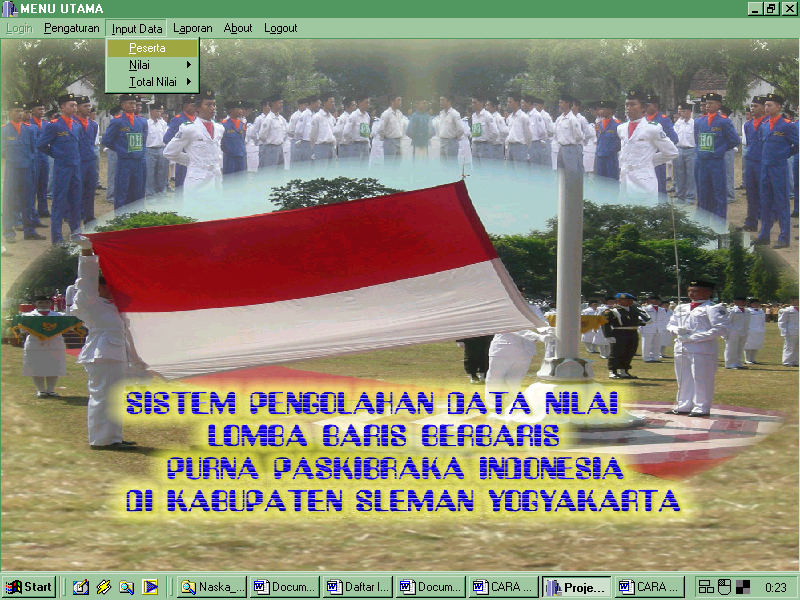 MENU UTAMA
Login Pengaturan Input Data Laporan About Logout
Peserta
Nilai
Total Nilai
SISTEM PENGOLAHAN DATA NILAI
LOMBA BARIS BERBARIS
PURNA PASKIBRAKA INDONESIA
DI KABUPATEN SLEMAN YOGYAKARTA
Start Naska_... Docum... Daftar I... Docum... CARA ... Proje... CARA ... 0:23